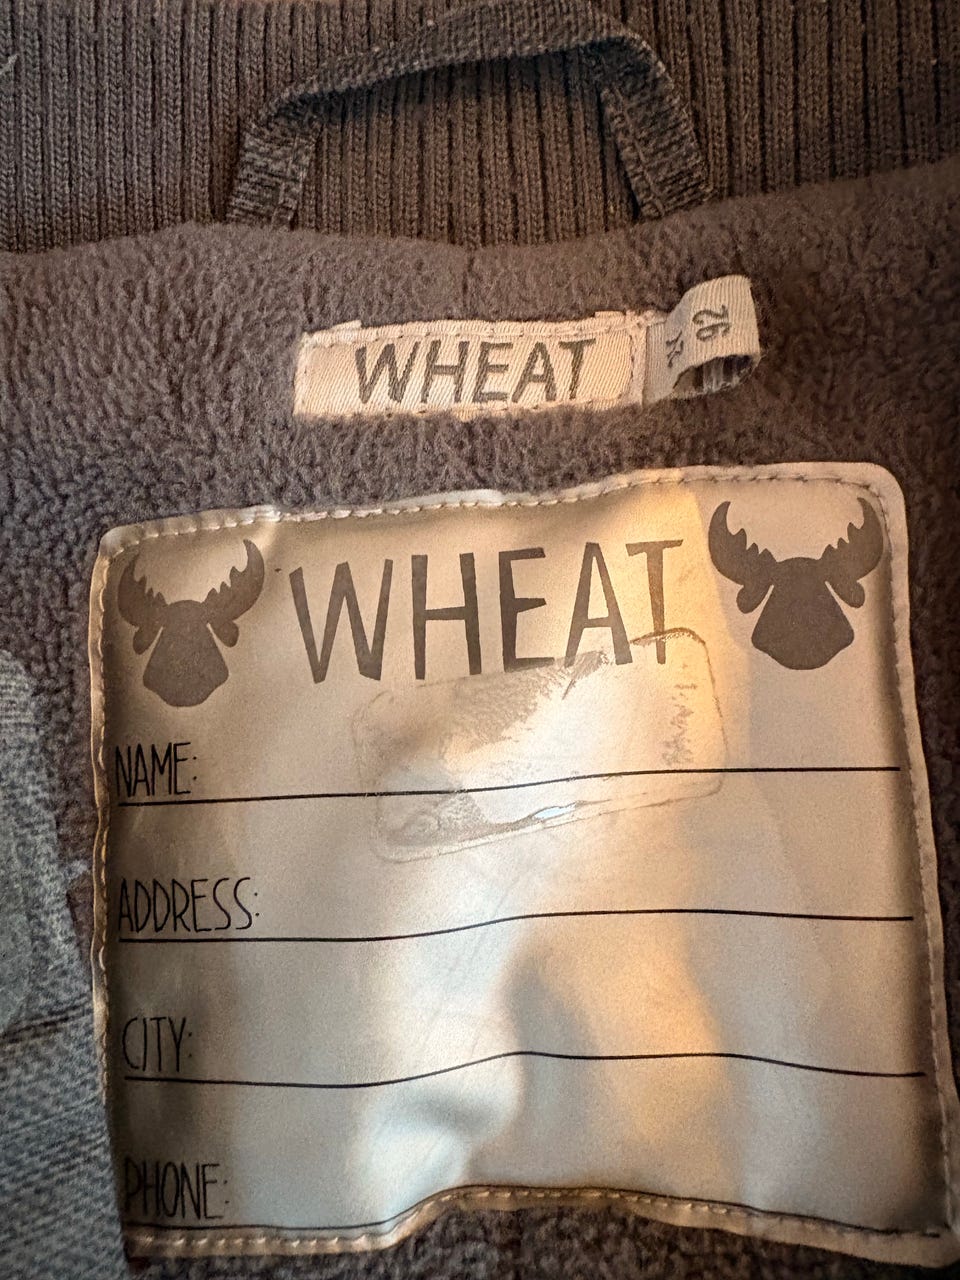 WHEAT
92
WHEAT
NAME:
ADDRESS:
CITY:
PHONE: